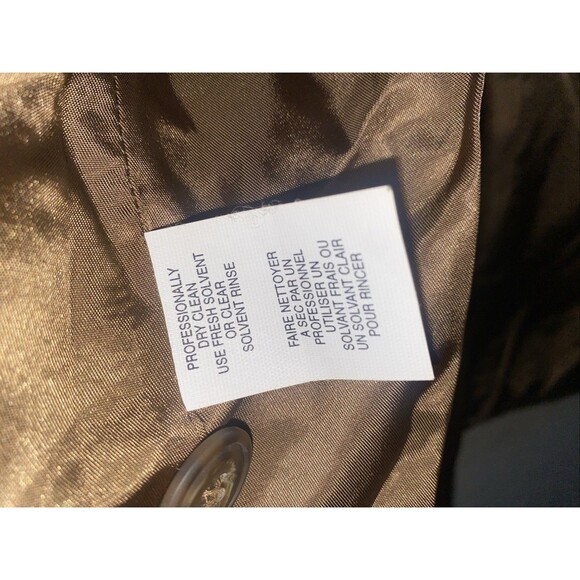 PROFESSIONALLY
DRY CLEAN
USE FRESH SOLVENT
OR CLEAR
SOLVENT RINSE
FAIRE NETTOYER
A SEC PAR UN
PROFESSIONNEL
UTILISER UN
SOLVANT FRAIS OU
UN SOLVANT CLAIR
POUR RINCER